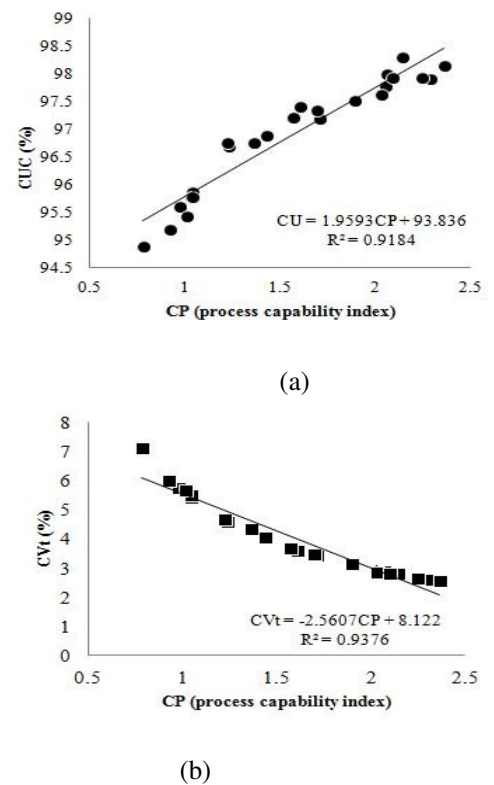 99
98.5
98
97.5
97
96.5
96
95.5
95
94.5
CUC (%)
CU = 1.9593CP + 93.836
R² = 0.9184
0.5 1 1.5 2 2.5
CP (process capability index)
(a)
8
7
6
5
4
3
2
1
0
CVt (%)
CVt = -2.5607CP + 8.122
R² = 0.9376
0.5 1 1.5 2 2.5
CP (process capability index)
(b)